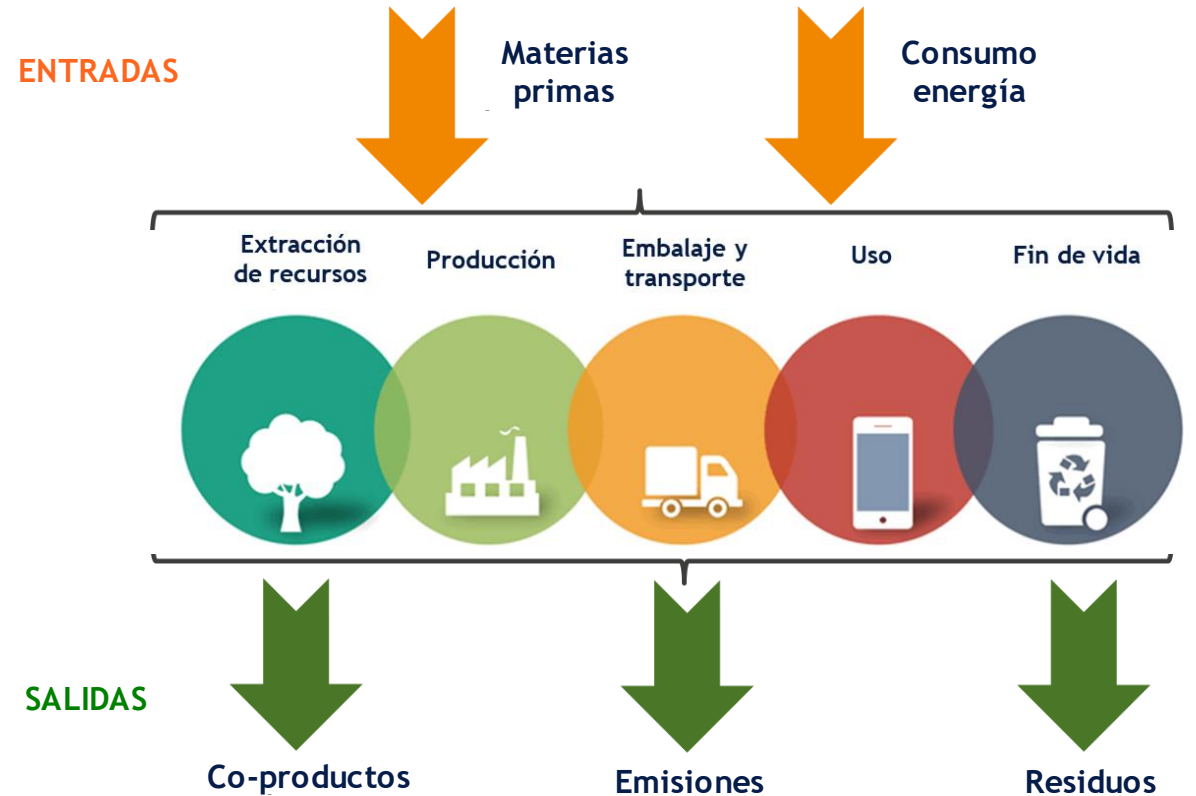 ENTRADAS
Materias
primas
Consumo
energía
Extracción
de recursos
Producción
Embalaje y
transporte
Uso
Fin de vida
SALIDAS
Co-productos
Emisiones
Residuos